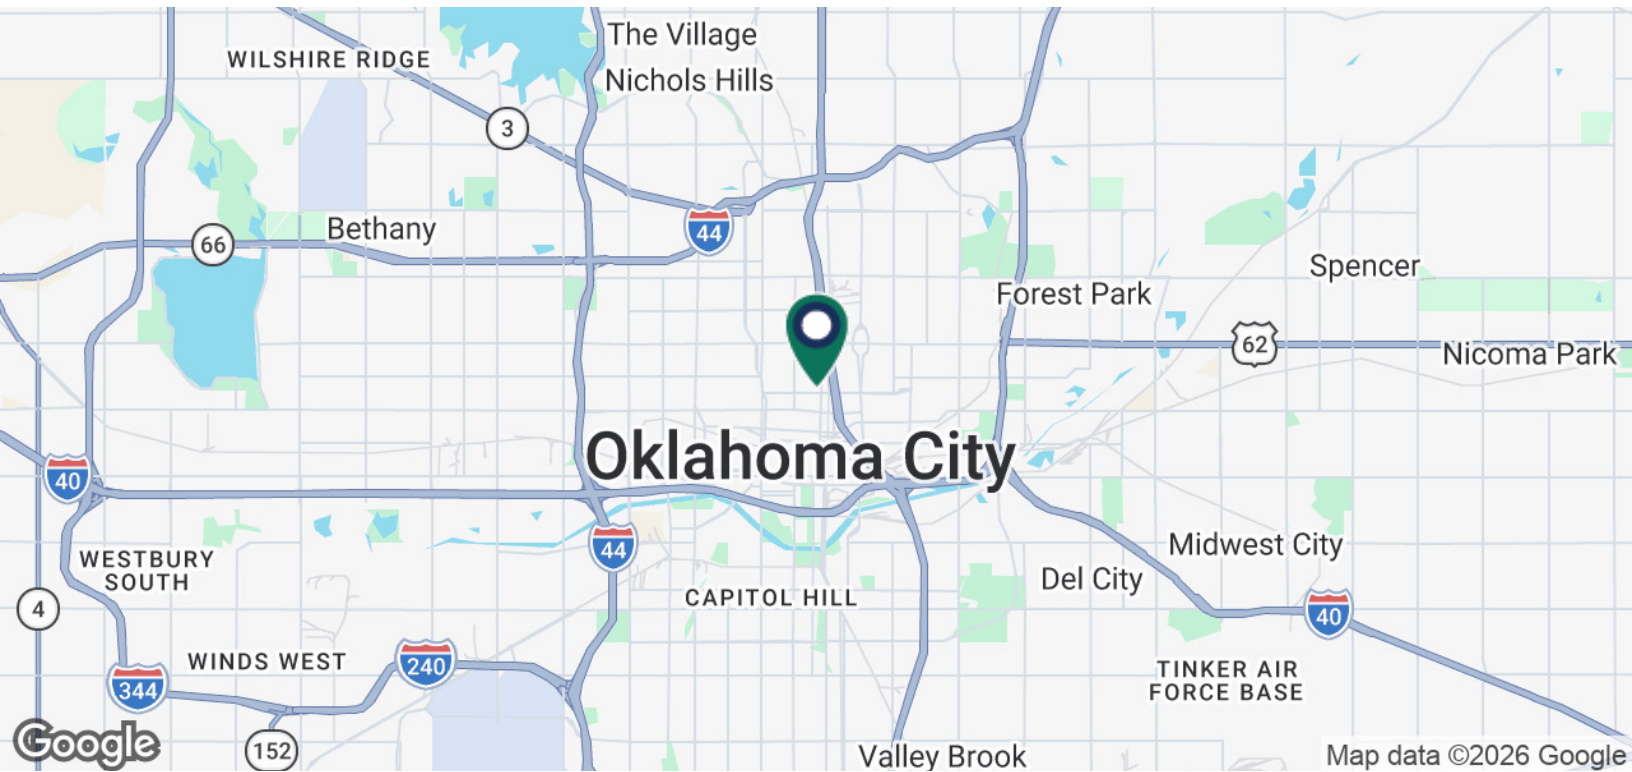 The Village
WILSHIRE RIDGE
Nichols Hills
3
Bethany
44
66
Spencer
Forest Park
62
Nicoma Park
Oklahoma City
40
44
Midwest City
WESTBURY
SOUTH
Del City
CAPITOL HILL
4
40
WINDS WEST
240
TINKER AIR
FORCE BASE
344
Google
152
Valley Brook
Map data ©2026 Google